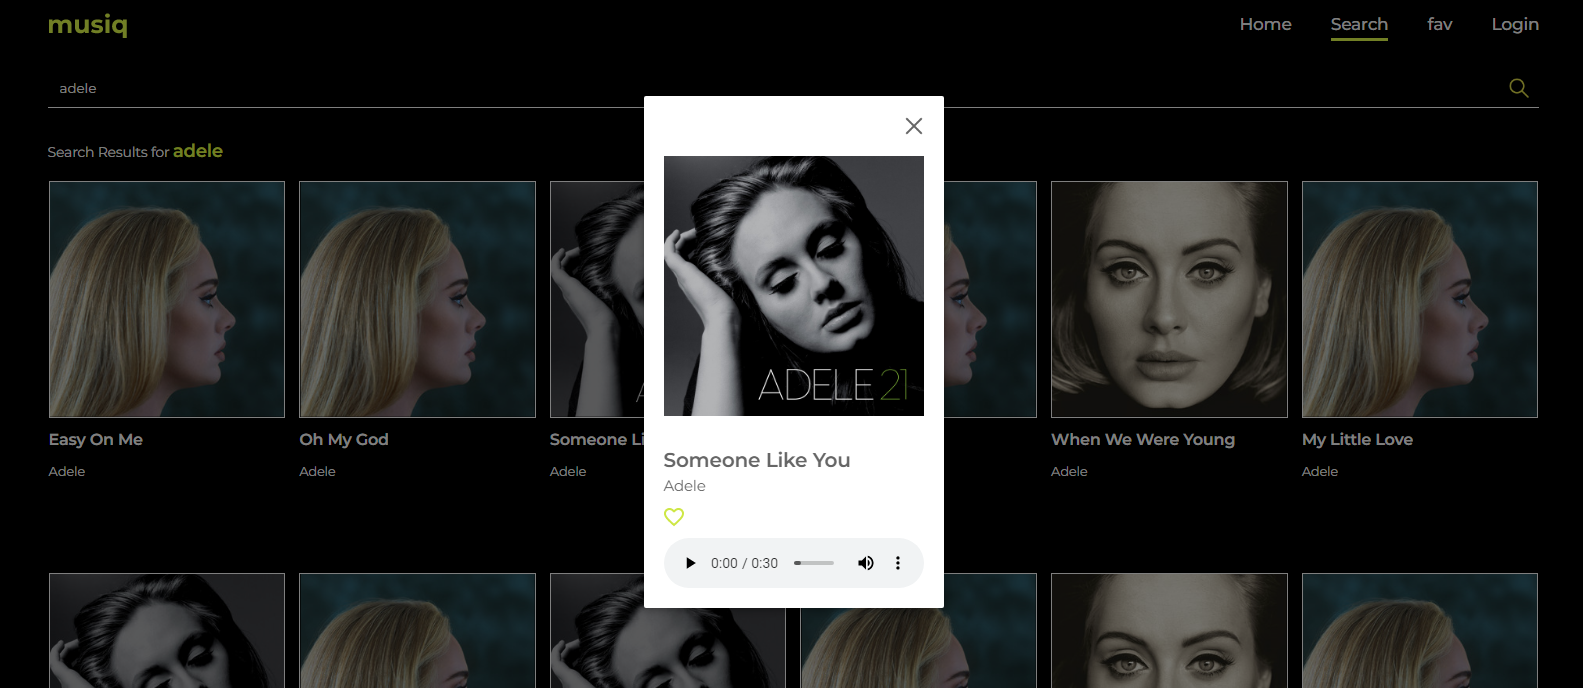 musiq
Home Search fav Login
adele
Search Results for adele
ADELE 21
Easy On Me
Adele
Oh My God
Adele
Someone Li
Adele
When We Were Young
Adele
My Little Love
Adele
Someone Like You
Adele
0:00 / 0:30